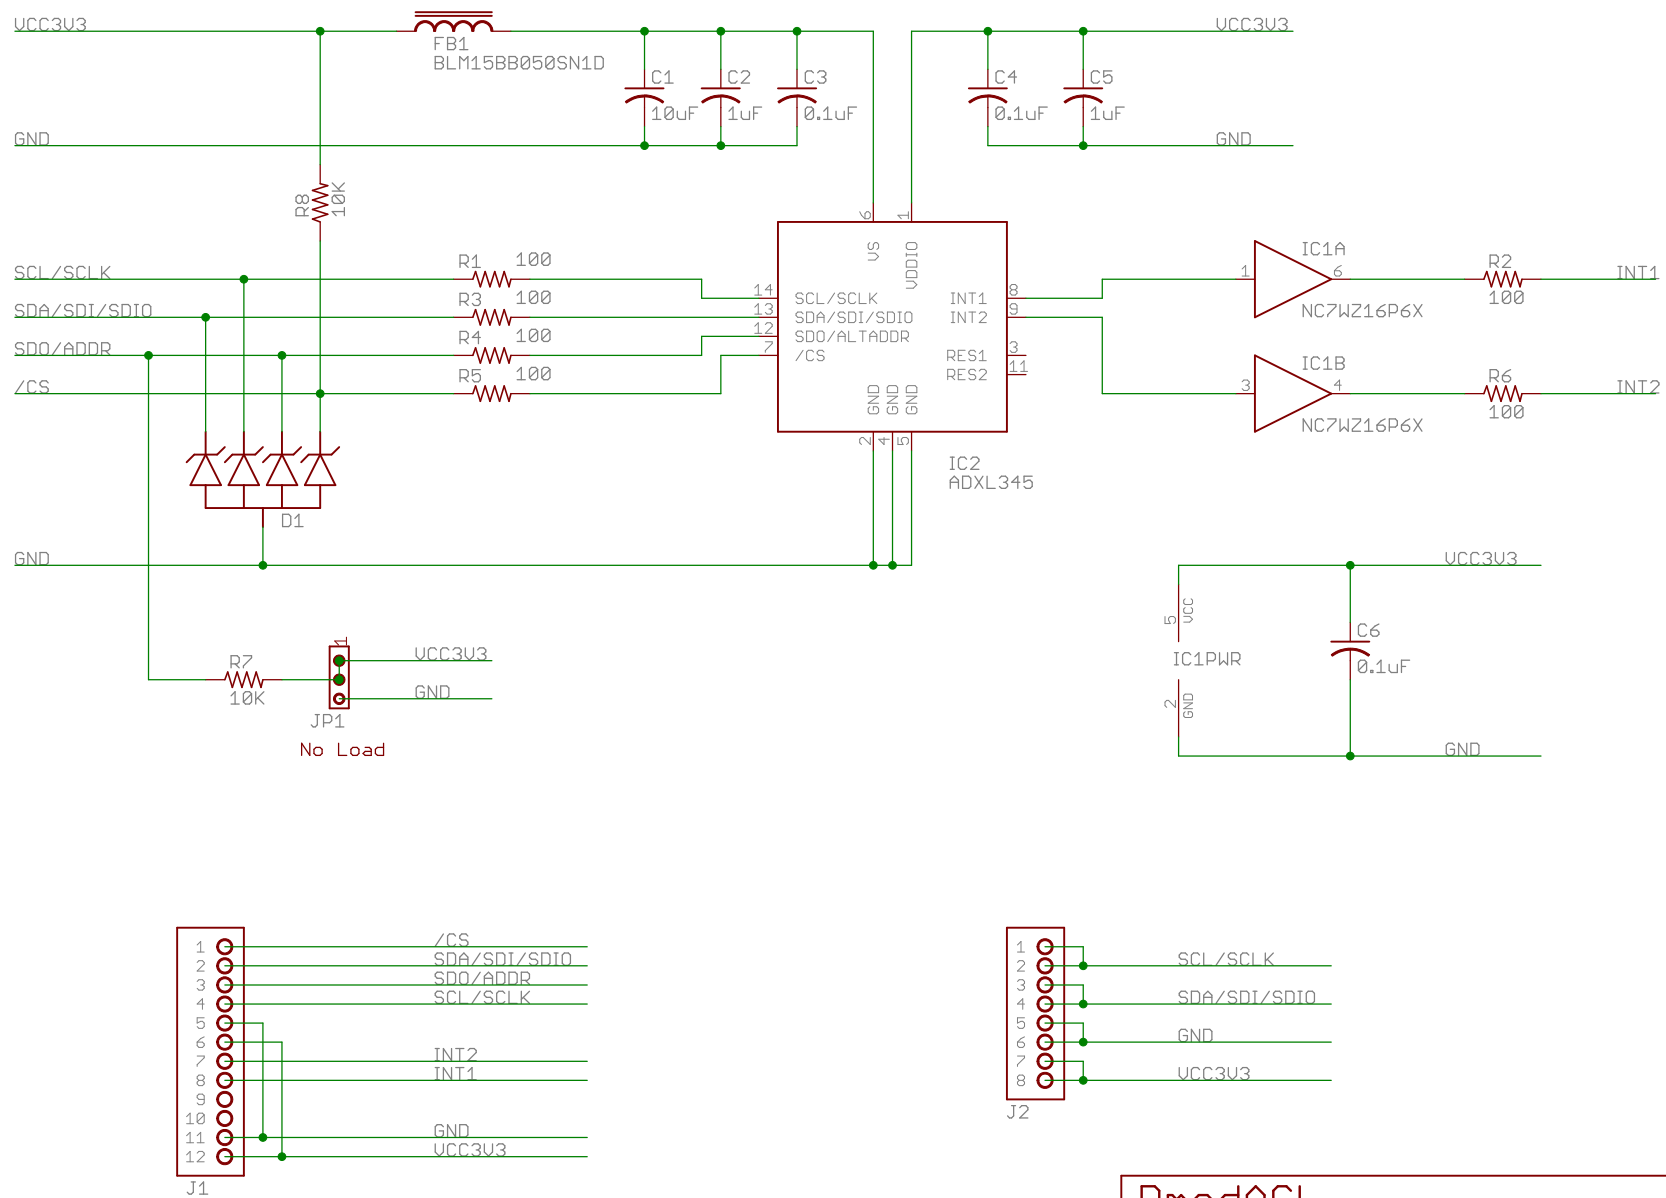 VCC3V3
FB1
BLM15BB050SN1D
C1
10uF
C2
1uF
C3
0.1uF
C4
0.1uF
C5
1uF
VCC3V3
GND
GND
R8
10K
6
1
VS
VDDIO
SCL/SCLK
R1
100
SDA/SDI/SDIO
R3
100
SDO/ADDR
R4
100
/CS
R5
100
14
SCL/SCLK
13
SDA/SDI/SDIO
12
SDO/ALTADDR
7
/CS
INT1
8
INT2
9
RES1
3
RES2
11
GND
GND
GND
2
4
5
IC2
ADXL345
IC1A
1
6
NC7WZ16P6X
R2
100
INT1
IC1B
3
4
NC7WZ16P6X
R6
100
INT2
D1
GND
R7
10K
1
VCC3V3
GND
JP1
No Load
VCC3V3
5
VCC
IC1PWR
2
GND
C6
0.1uF
GND
1
/CS
2
SDA/SDI/SDIO
3
SDO/ADDR
4
SCL/SCLK
5
6
7
INT2
8
INT1
9
10
11
GND
12
VCC3V3
J1
1
2
SCL/SCLK
3
4
SDA/SDI/SDIO
5
6
GND
7
8
VCC3V3
J2
PmodACL